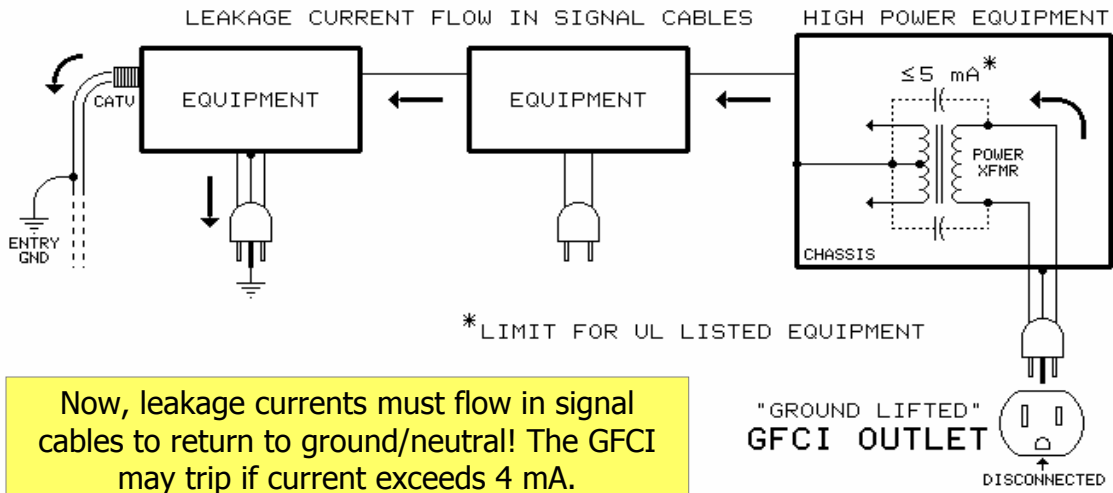 LEAKAGE CURRENT FLOW IN SIGNAL CABLES
HIGH POWER EQUIPMENT
CATV
EQUIPMENT
EQUIPMENT
≤5 mA*
POWER
XFMR
CHASSIS
ENTRY
GND
*LIMIT FOR UL LISTED EQUIPMENT
Now, leakage currents must flow in signal
cables to return to ground/neutral! The GFCI
may trip if current exceeds 4 mA.
"GROUND LIFTED"
GFCI OUTLET
DISCONNECTED